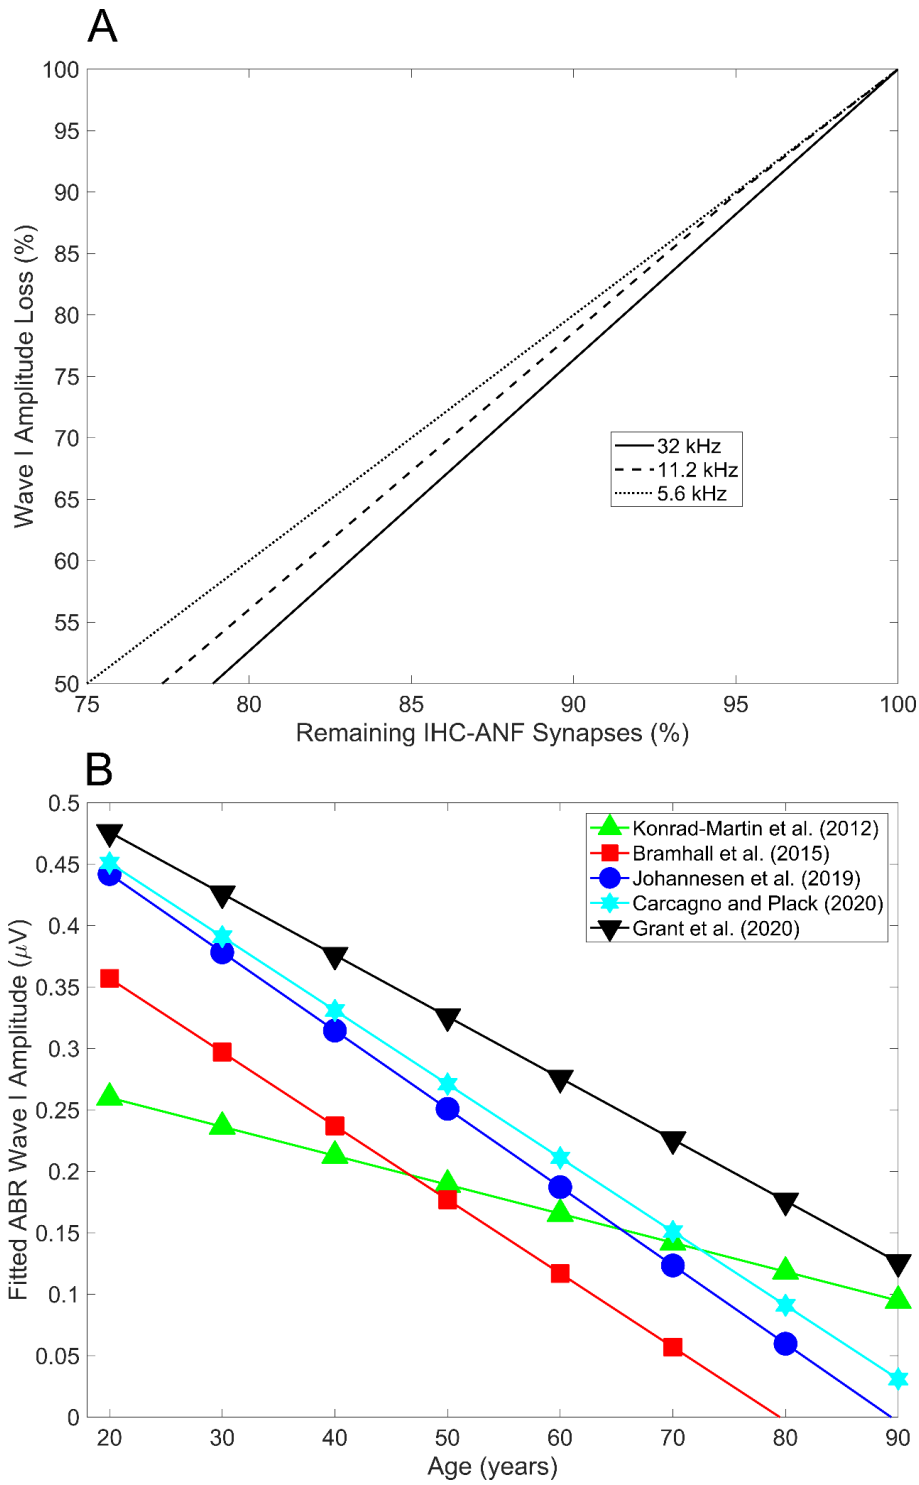 A
100
95
90
85
80
75
70
65
60
55
50
Wave I Amplitude Loss (%)
32 kHz
11.2 kHz
5.6 kHz
75 80 85 90 95 100
Remaining IHC-ANF Synapses (%)
B
0.5
0.45
0.4
0.35
0.3
0.25
0.2
0.15
0.1
0.05
0
Fitted ABR Wave I Amplitude (μV)
Konrad-Martin et al. (2012)
Bramhall et al. (2015)
Johannesen et al. (2019)
Carcagno and Plack (2020)
Grant et al. (2020)
20 30 40 50 60 70 80 90
Age (years)